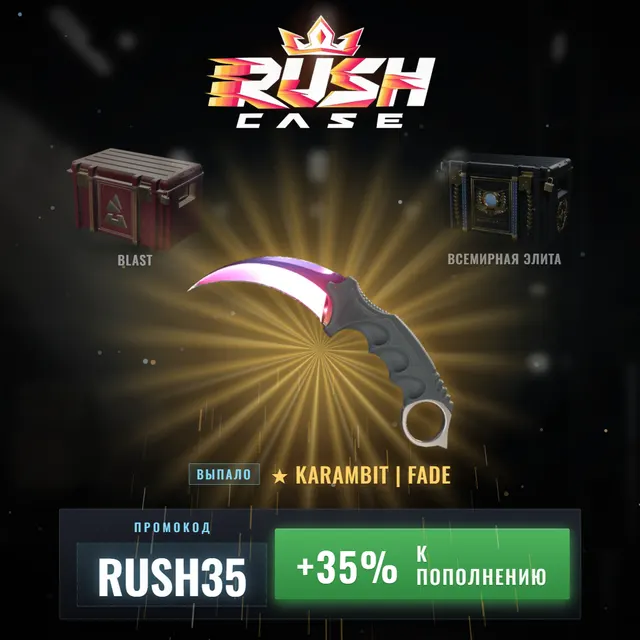 RUSH
CASE
BLAST
ВСЕМИРНАЯ ЭЛИТА
ВЫПАЛО
★ KARAMBIT | FADE
ПРОМОКОД
RUSH35
+35%
К
ПОПОЛНЕНИЮ